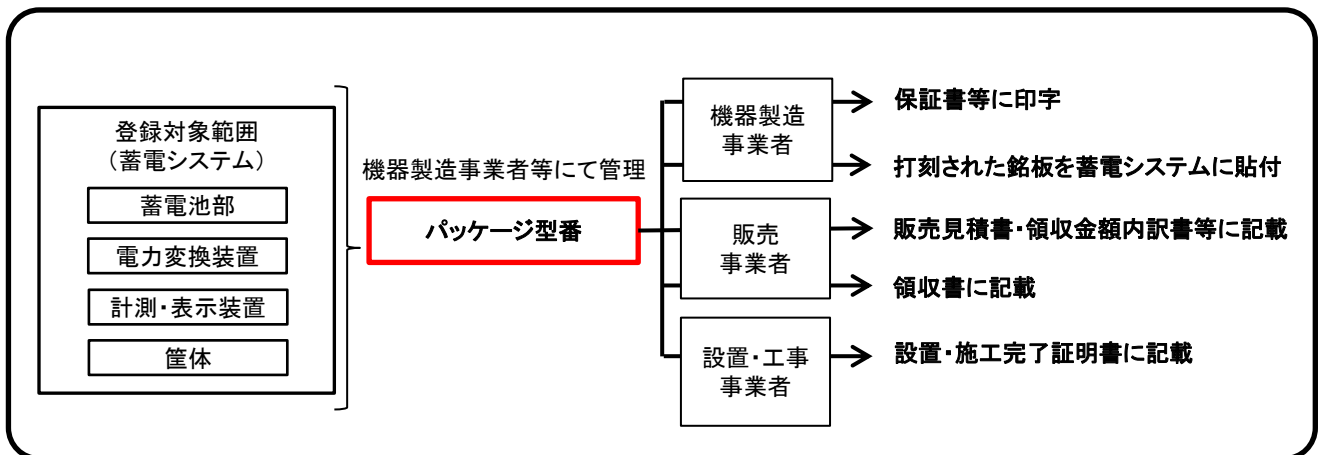 登録対象範囲
(蓄電システム)
蓄電池部
電力変換装置
計測・表示装置
筐体
機器製造事業者等にて管理
パッケージ型番
機器製造
事業者
販売
事業者
設置・工事
事業者
保証書等に印字
打刻された銘板を蓄電システムに貼付
販売見積書・領収金額内訳書等に記載
領収書に記載
設置・施工完了証明書に記載